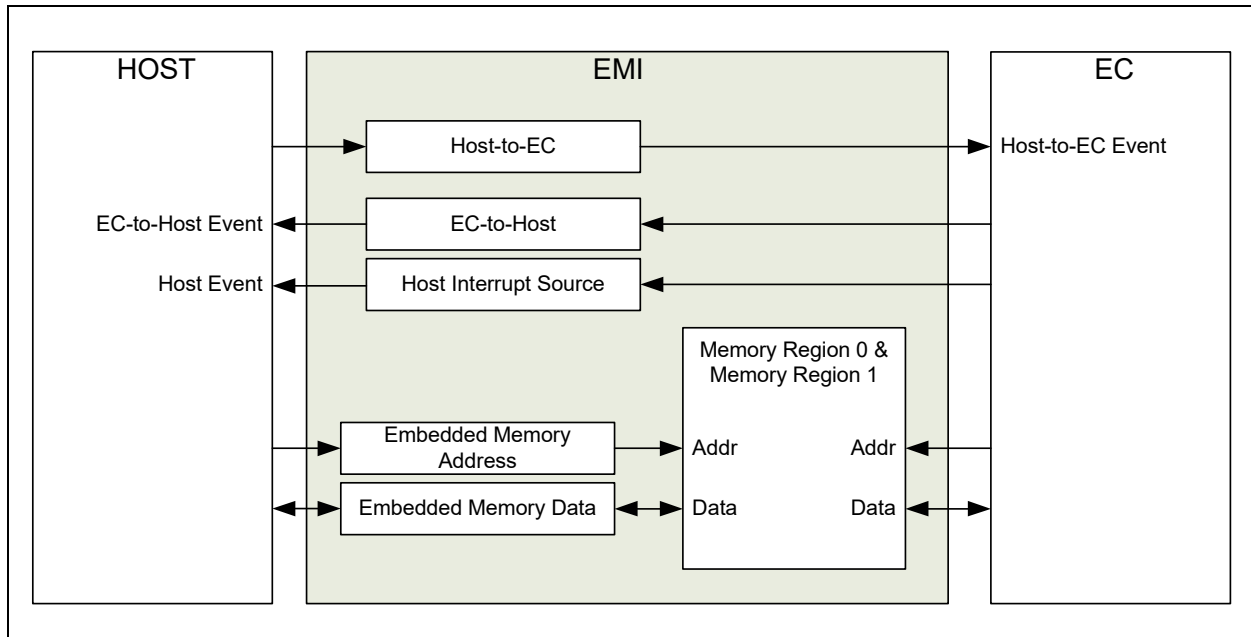 HOST
EMI
EC
Host-to-EC
Host-to-EC Event
EC-to-Host Event
EC-to-Host
Host Event
Host Interrupt Source
Memory Region 0 &
Memory Region 1
Embedded Memory
Address
Addr
Addr
Embedded Memory Data
Data
Data